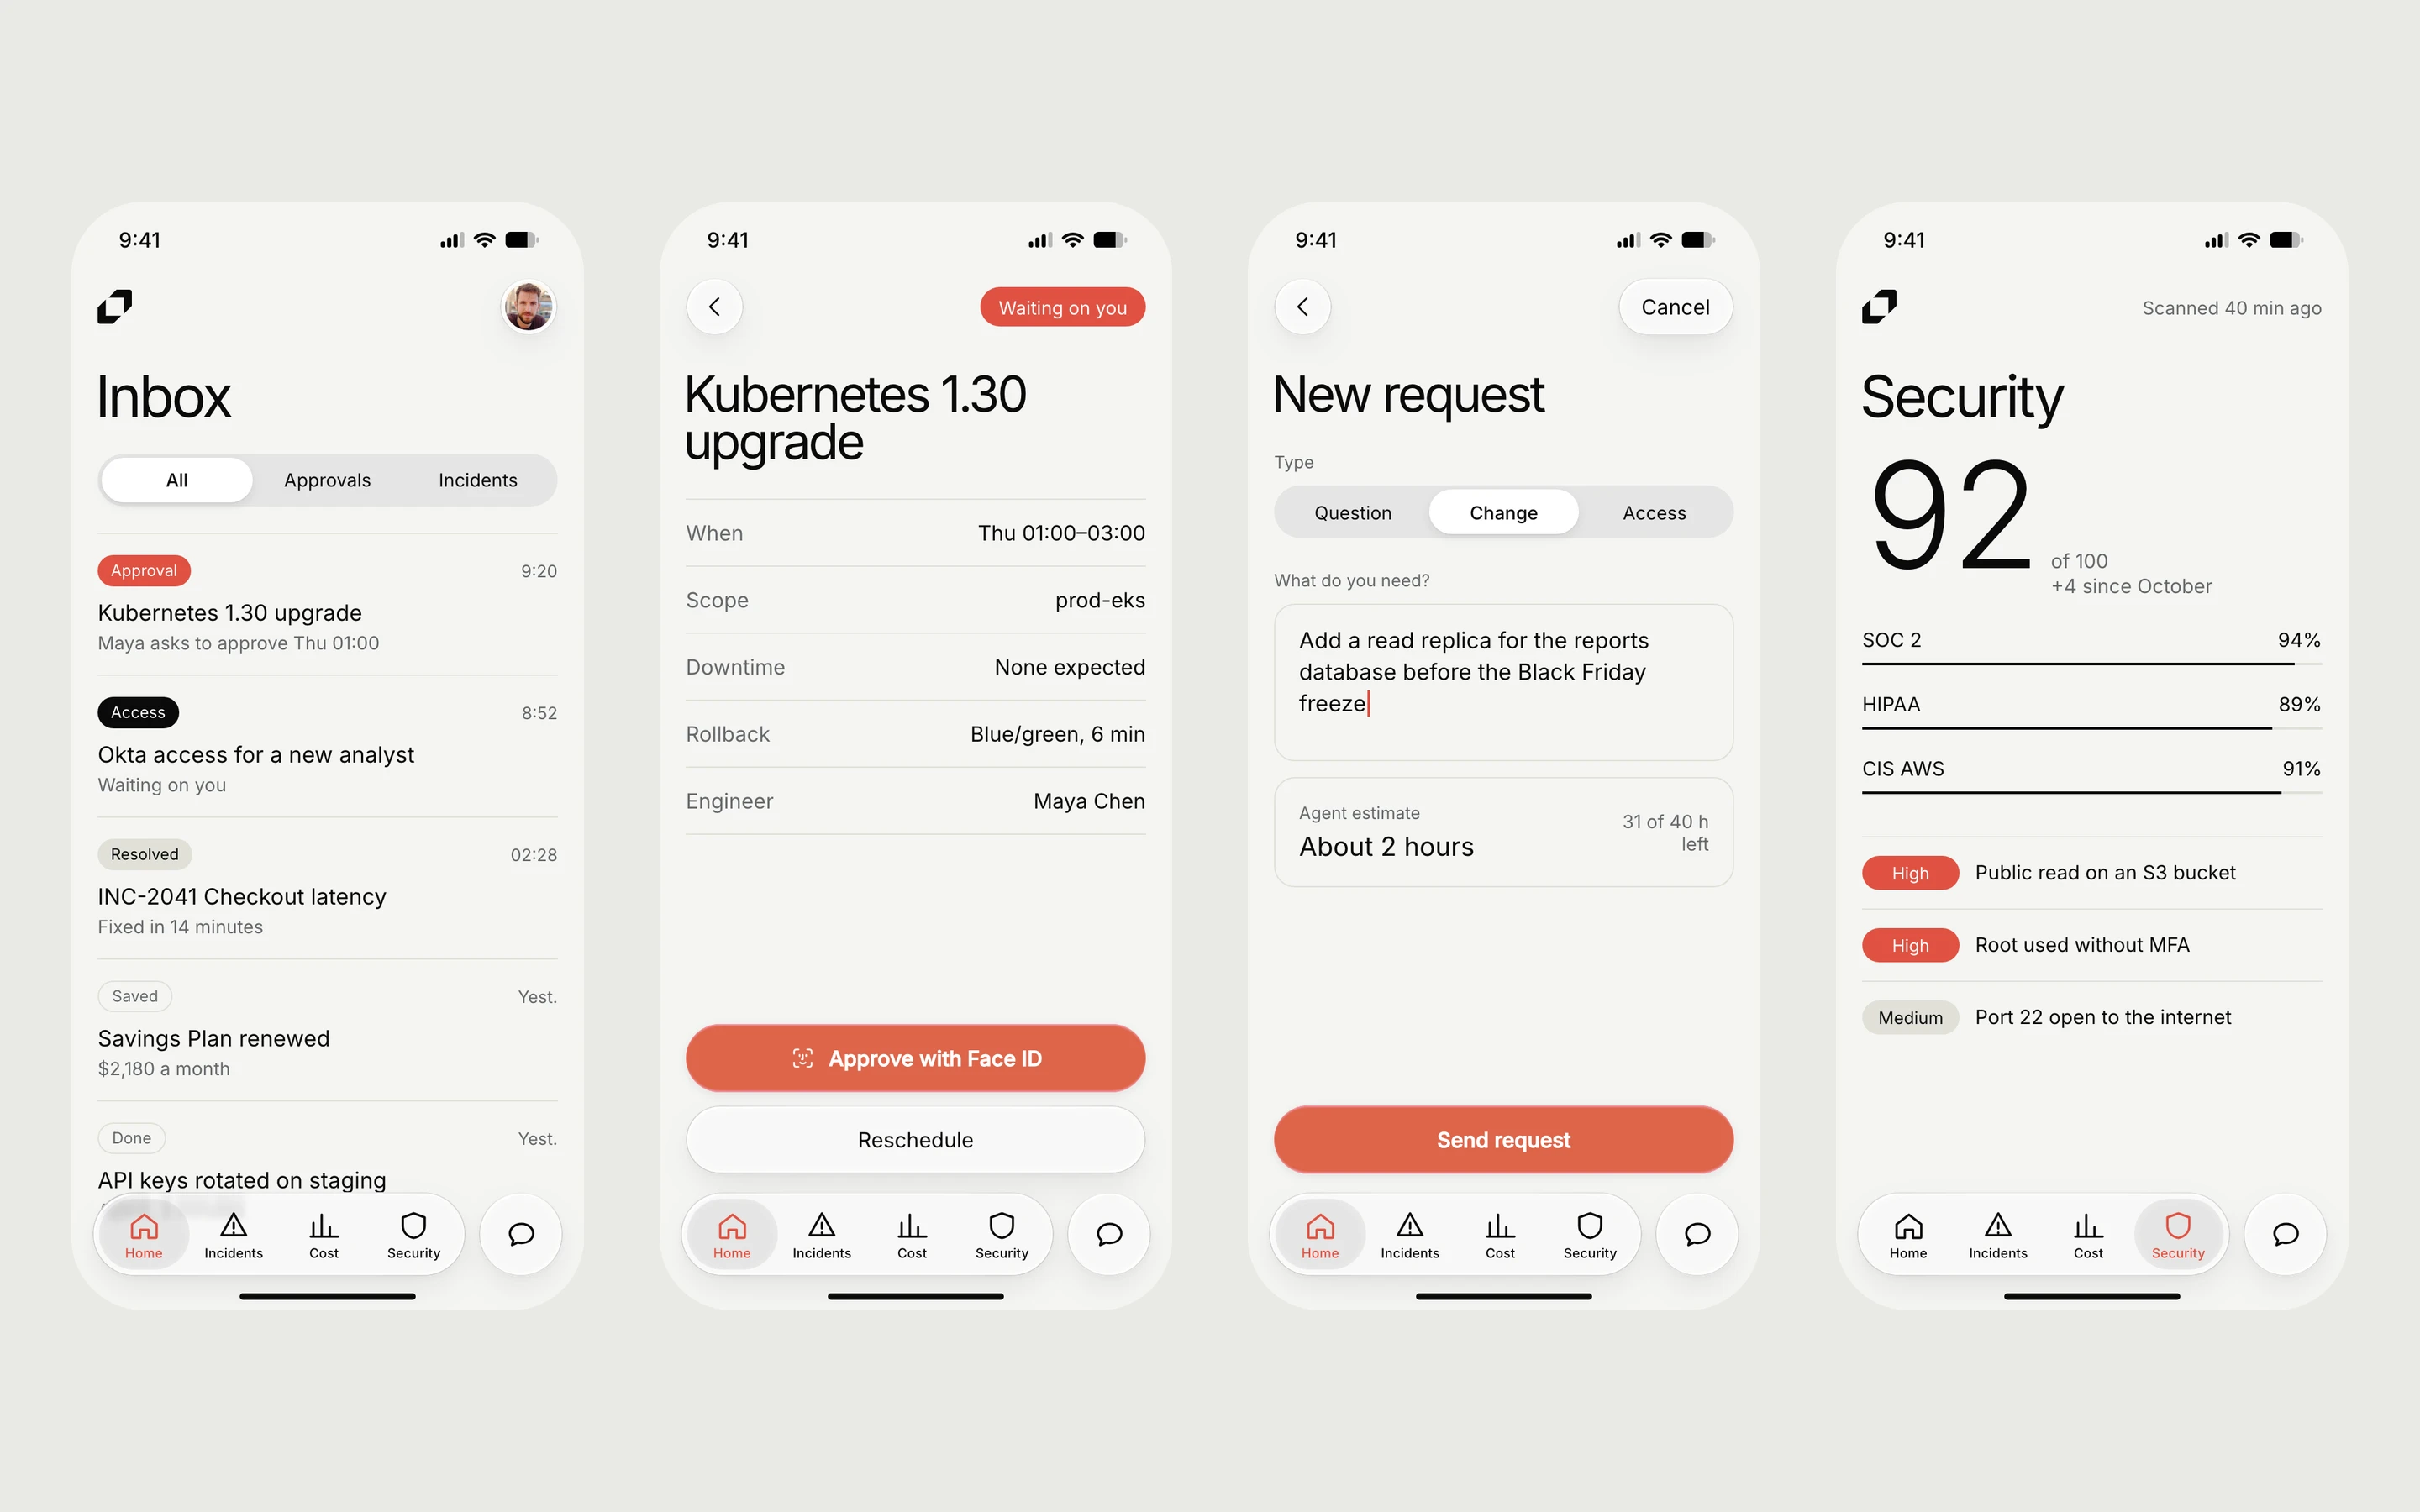 9:41
Inbox
All Approvals Incidents
Approval 9:20
Kubernetes 1.30 upgrade
Maya asks to approve Thu 01:00
Access 8:52
Okta access for a new analyst
Waiting on you
Resolved 02:28
INC-2041 Checkout latency
Fixed in 14 minutes
Saved Yest.
Savings Plan renewed
$2,180 a month
Done Yest.
API keys rotated on staging
Home Incidents Cost Security
9:41
Waiting on you
Kubernetes 1.30
upgrade
When Thu 01:00–03:00
Scope prod-eks
Downtime None expected
Rollback Blue/green, 6 min
Engineer Maya Chen
Approve with Face ID
Reschedule
Home Incidents Cost Security
9:41
Cancel
New request
Type
Question Change Access
What do you need?
Add a read replica for the reports
database before the Black Friday
freeze
Agent estimate
About 2 hours
31 of 40 h
left
Send request
Home Incidents Cost Security
9:41
Scanned 40 min ago
Security
92
of 100
+4 since October
SOC 2 94%
HIPAA 89%
CIS AWS 91%
High Public read on an S3 bucket
High Root used without MFA
Medium Port 22 open to the internet
Home Incidents Cost Security